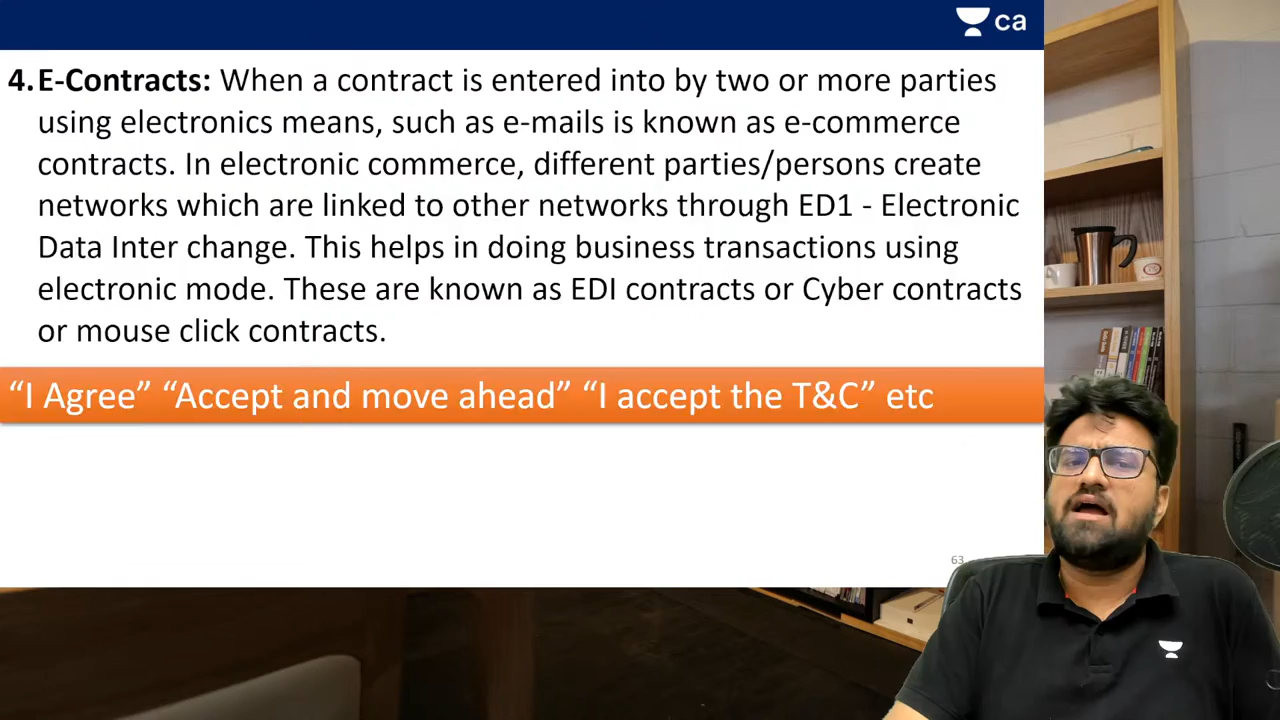 ca
4. E-Contracts: When a contract is entered into by two or more parties
using electronics means, such as e-mails is known as e-commerce
contracts. In electronic commerce, different parties/persons create
networks which are linked to other networks through ED1 - Electronic
Data Inter change. This helps in doing business transactions using
electronic mode. These are known as EDI contracts or Cyber contracts
or mouse click contracts.
“I Agree” “Accept and move ahead” “I accept the T&C” etc
63